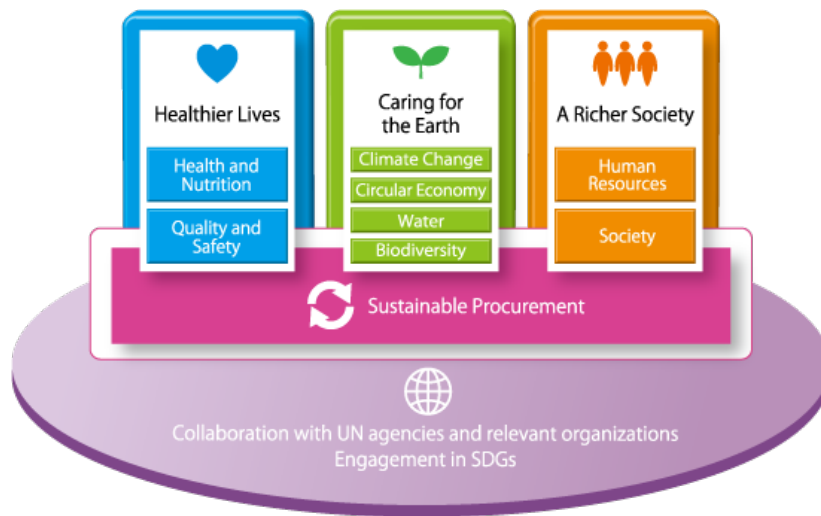 Healthier Lives
Health and
Nutrition
Quality and
Safety
Caring for
the Earth
Climate Change
Circular Economy
Water
Biodiversity
A Richer Society
Human
Resources
Society
Sustainable Procurement
Collaboration with UN agencies and relevant organizations
Engagement in SDGs